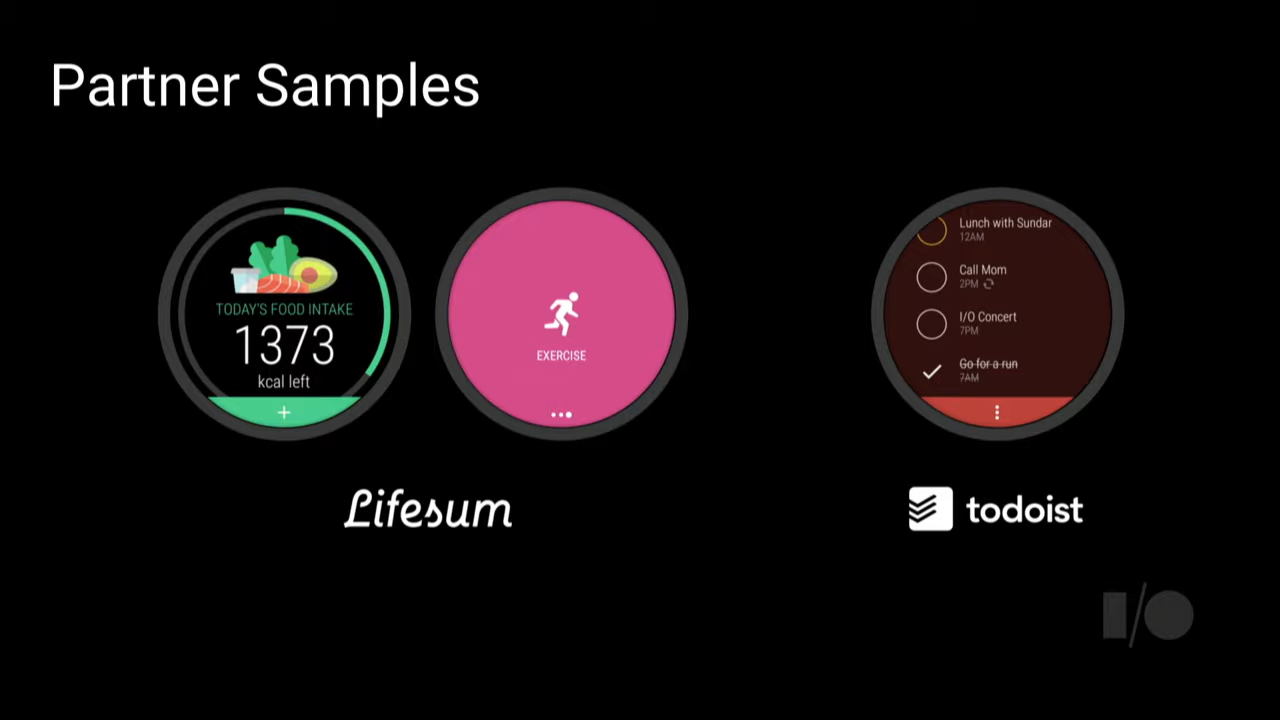 Partner Samples
TODAY'S FOOD INTAKE
1373
kcal left
+
EXERCISE
Lunch with Sundar
12AM
Call Mom
2PM
I/O Concert
7PM
Go for a run
7AM
Lifesum
todoist
I/O